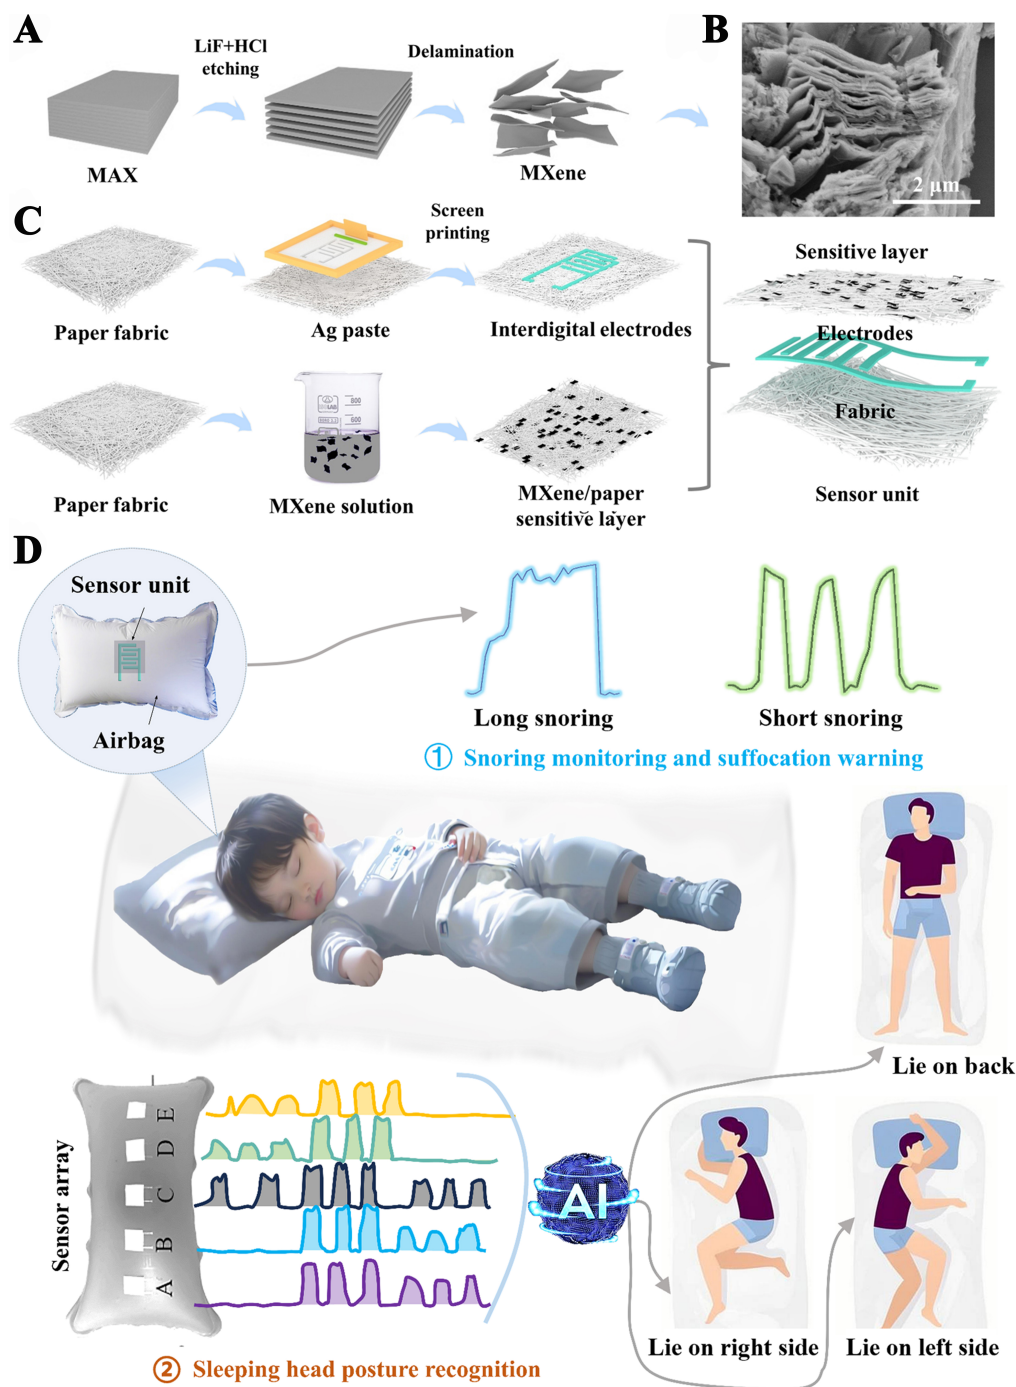 A
LiF+HCl
etching
Delamination
MAX
MXene
B
2 μm
C
Screen
printing
Paper fabric
Ag paste
Interdigital electrodes
Sensitive layer
Electrodes
Fabric
Sensor unit
800
600
Paper fabric
MXene solution
MXene/paper
sensitive layer
D
Sensor unit
Airbag
Long snoring
Short snoring
① Snoring monitoring and suffocation warning
Lie on back
Sensor array
E
D
C
B
A
AI
Lie on right side
Lie on left side
② Sleeping head posture recognition